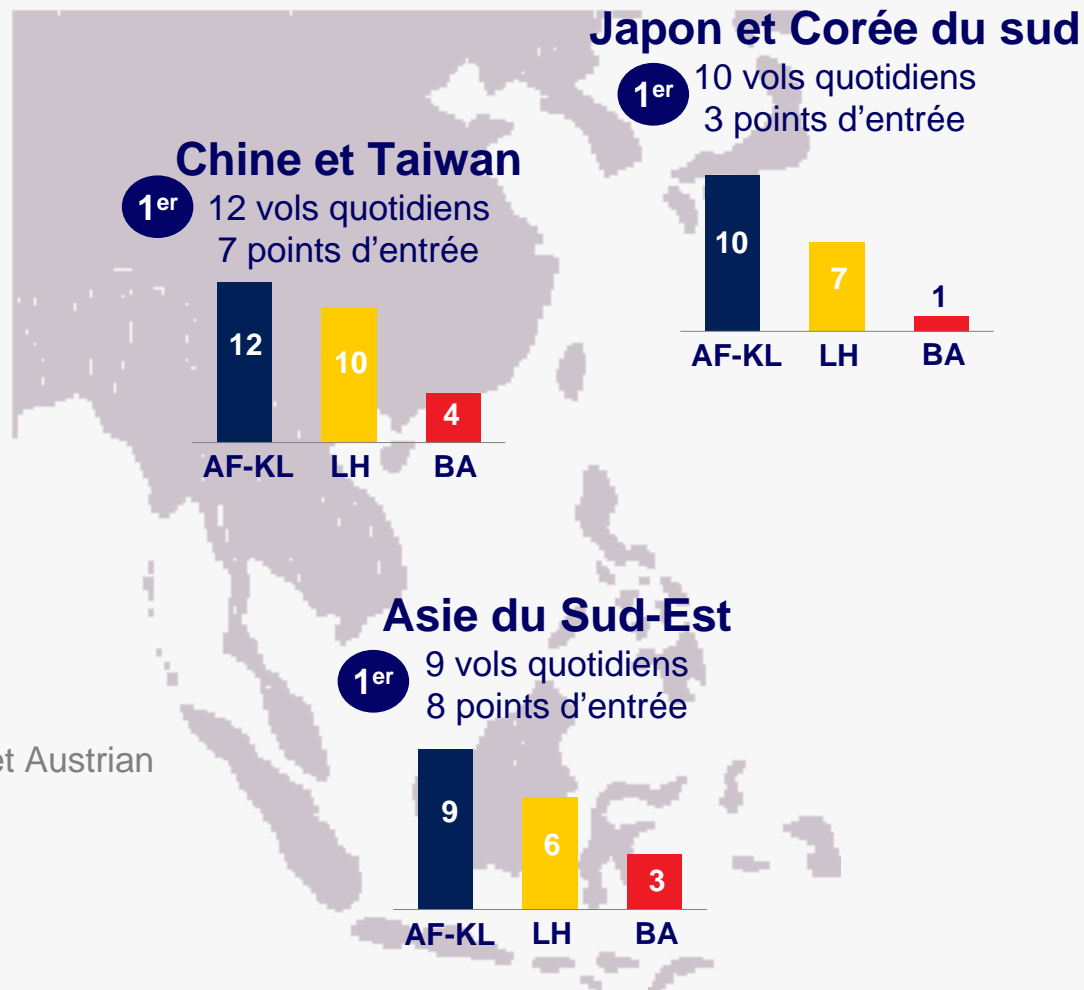 Japon et Corée du sud
1er
10 vols quotidiens
3 points d'entrée
10
7
1
AF-KL LH BA
Chine et Taiwan
1er
12 vols quotidiens
7 points d'entrée
12
10
4
AF-KL LH BA
Asie du Sud-Est
1er
9 vols quotidiens
8 points d'entrée
9
6
3
AF-KL LH BA
et Austrian